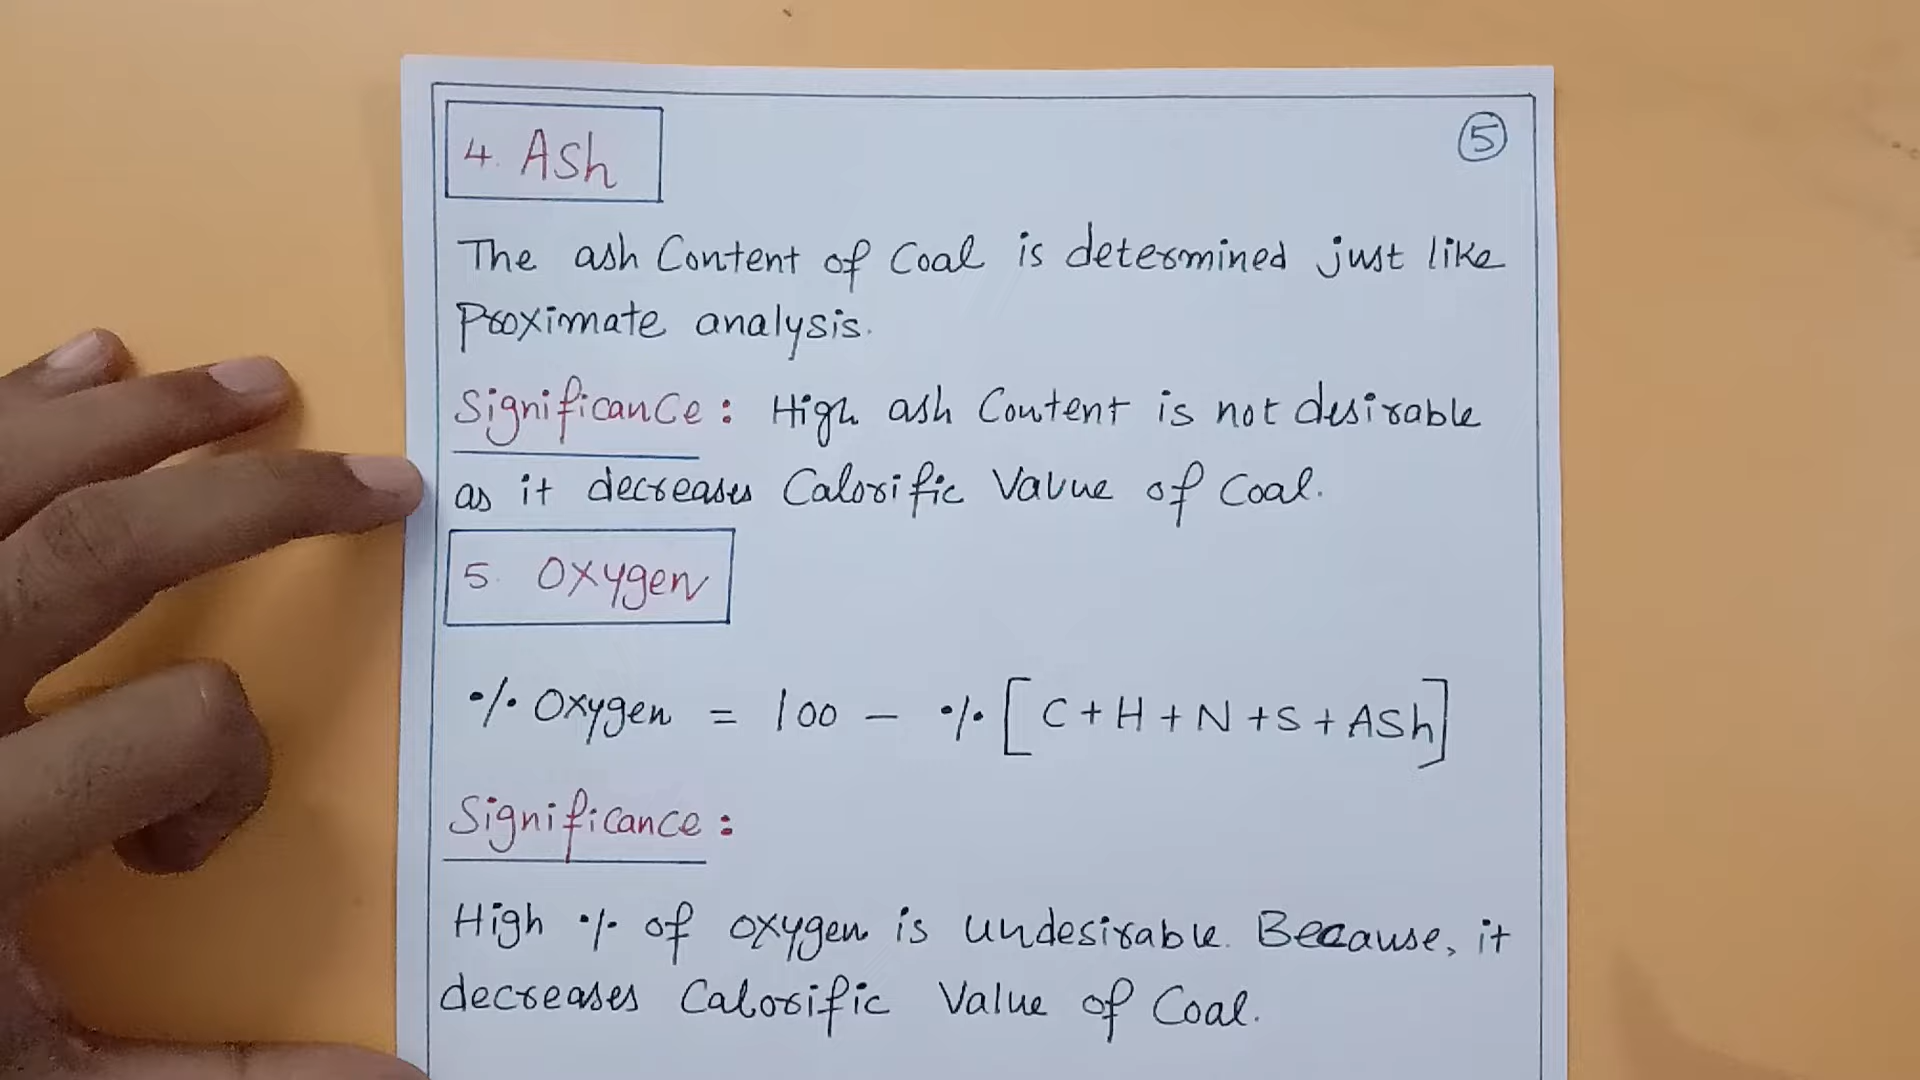 5
4. Ash
The ash Content of Coal is determined just like
Proximate analysis.
Significance: High ash Content is not desirable
as it decreases Calorific Value of Coal.
5. Oxygen
% Oxygen = 100 - % [C+H+N+S+ASh]
Significance:
High % of oxygen is undesirable. Because, it
decreases Calorific Value of Coal.